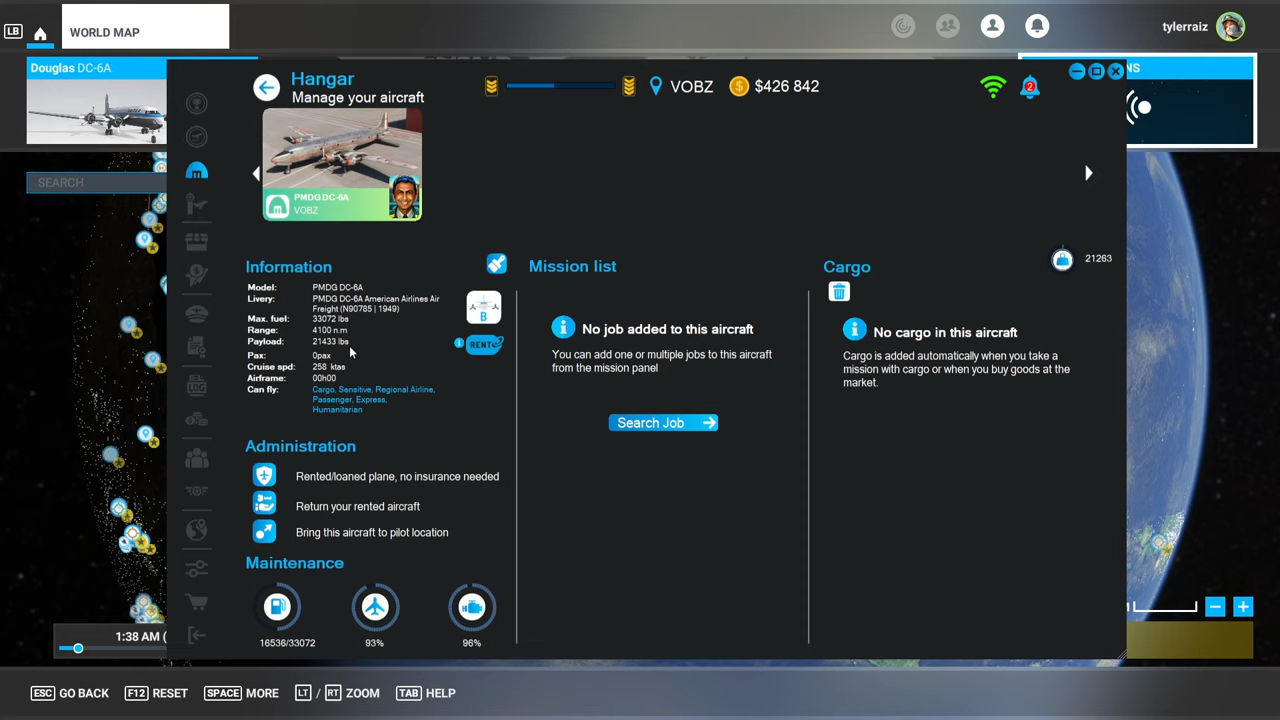 LB
WORLD MAP
tylerraiz
Douglas DC-6A
NS
Hangar
Manage your aircraft
VOBZ
$426 842
2
PMDG DC-6A
VOBZ
SEARCH
Information
Model: PMDG DC-6A
Livery: PMDG DC-6A American Airlines Air
Freight (N90785 | 1949)
Max. fuel: 33072 lbs
Range: 4100 n.m
Payload: 21433 lbs
Pax: 0pax
Cruise spd: 258 ktas
Airframe: 00h00
Can fly: Cargo, Sensitive, Regional Airline,
Passenger, Express,
Humanitarian
B
RENT
Administration
Rented/loaned plane, no insurance needed
Return your rented aircraft
Bring this aircraft to pilot location
Maintenance
16536/33072
93%
96%
Mission list
No job added to this aircraft
You can add one or multiple jobs to this aircraft
from the mission panel
Search Job
21263
Cargo
No cargo in this aircraft
Cargo is added automatically when you take a
mission with cargo or when you buy goods at the
market.
LOG
1:38 AM (
ESC GO BACK
F12 RESET
SPACE MORE
LT / RT ZOOM
TAB HELP